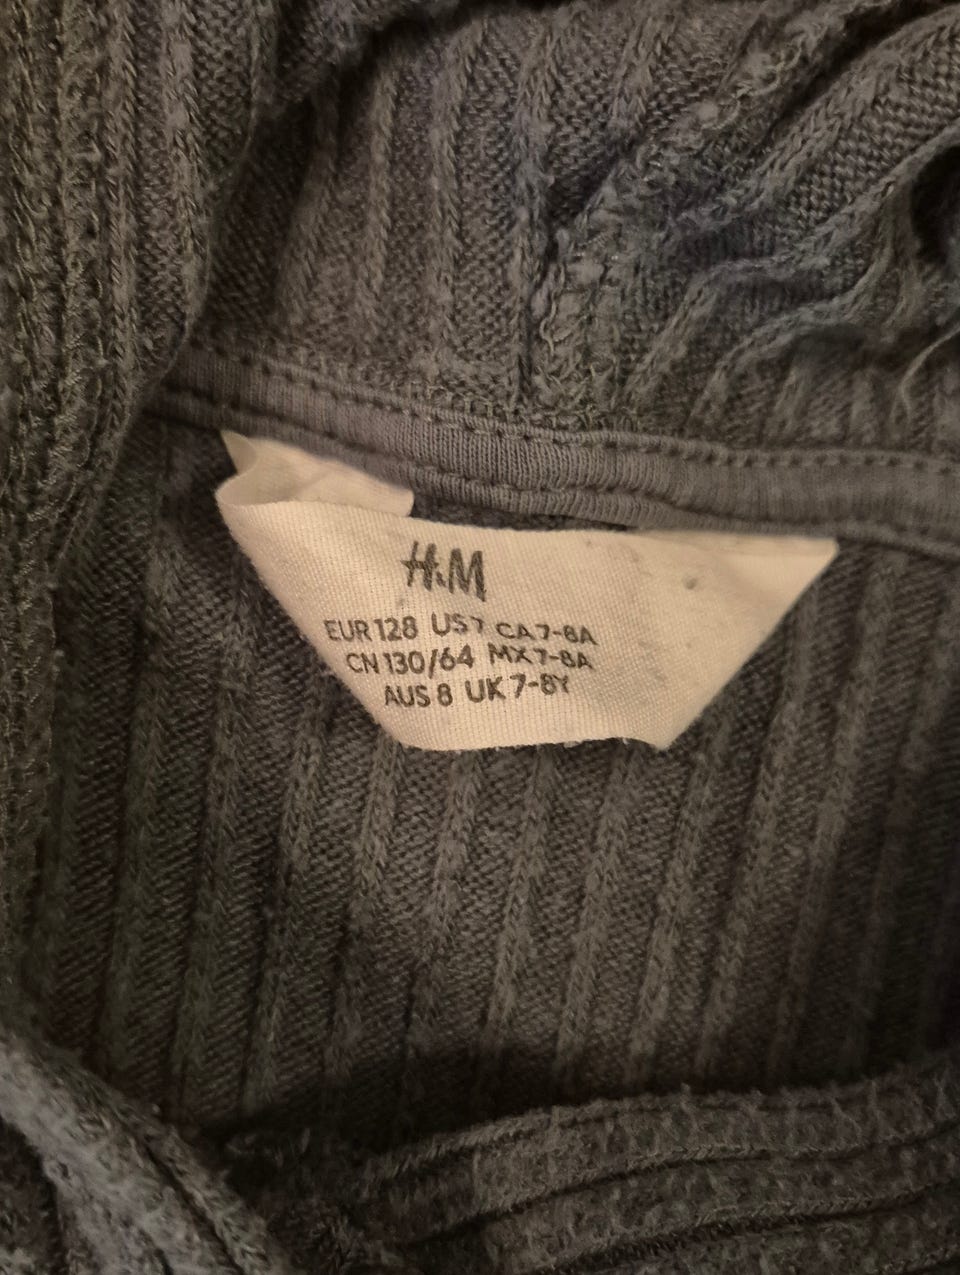 H&M
EUR 128 US 7 CA 7-8A
CN 130/64 MX 7-8A
AUS 8 UK 7-8Y